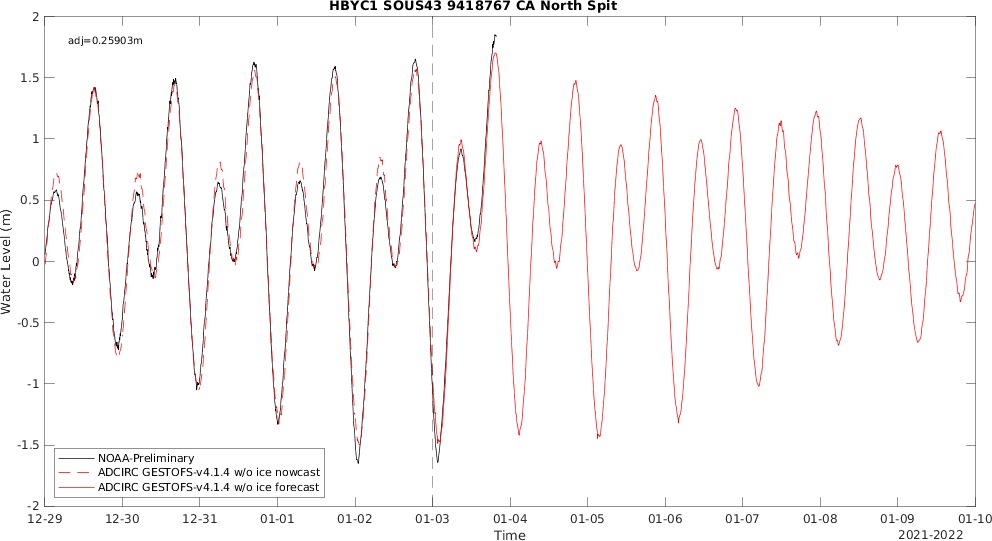 HBYC1 SOUS43 9418767 CA North Spit
adj=0.25903m
Water Level (m)
2
1.5
1
0.5
0
-0.5
-1
-1.5
-2
NOAA-Preliminary
ADCIRC GESTOFS-v4.1.4 w/o ice nowcast
ADCIRC GESTOFS-v4.1.4 w/o ice forecast
12-29 12-30 12-31 01-01 01-02 01-03 01-04 01-05 01-06 01-07 01-08 01-09 01-10
Time
2021-2022